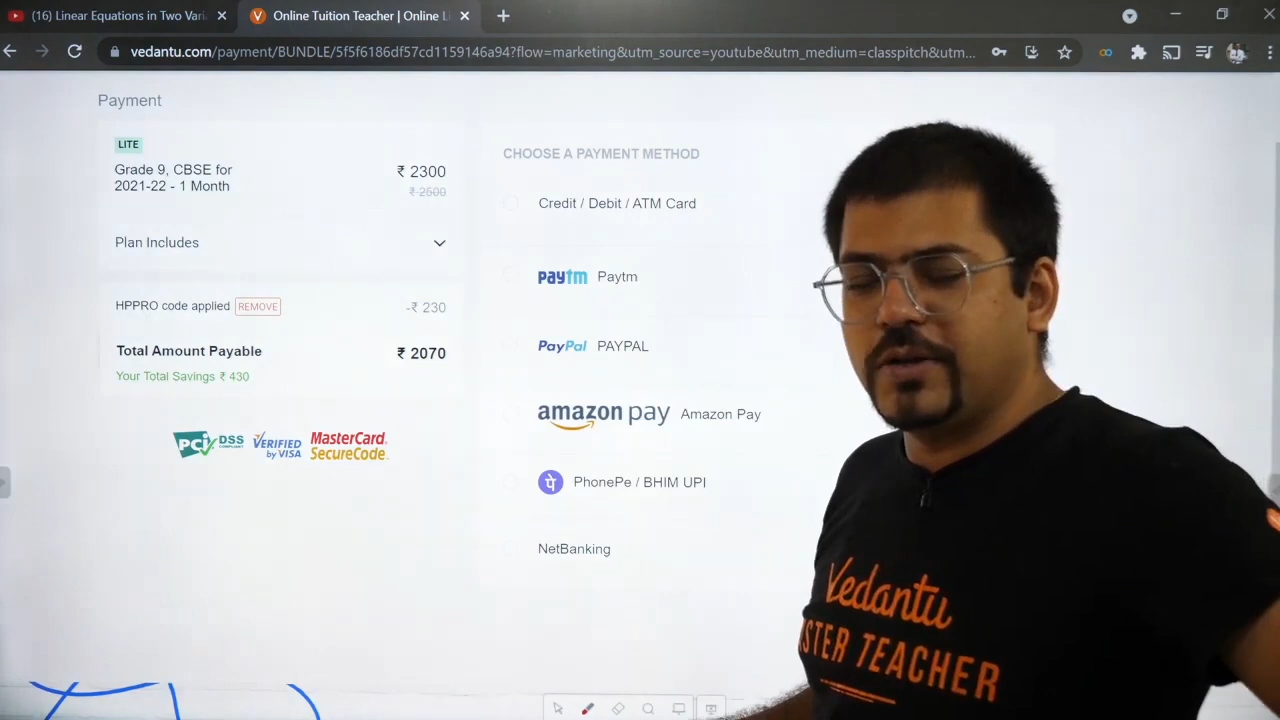 (16) Linear Equations in Two Varia
Online Tuition Teacher | Online Li
vedantu.com/payment/BUNDLE/5f5f6186df57cd1159146a94?flow=marketing&utm_source=youtube&utm_medium=classpitch&utm...
Payment
LITE
Grade 9, CBSE for
2021-22 - 1 Month
₹ 2300
₹ 2500
Plan Includes
HPPRO code applied REMOVE -₹ 230
Total Amount Payable ₹ 2070
Your Total Savings ₹ 430
PCI DSS COMPLIANT
VERIFIED by VISA
MasterCard. SecureCode.
CHOOSE A PAYMENT METHOD
Credit / Debit / ATM Card
paytm Paytm
PayPal PAYPAL
amazon pay Amazon Pay
पे PhonePe / BHIM UPI
NetBanking
Vedantu
STER TEACHER